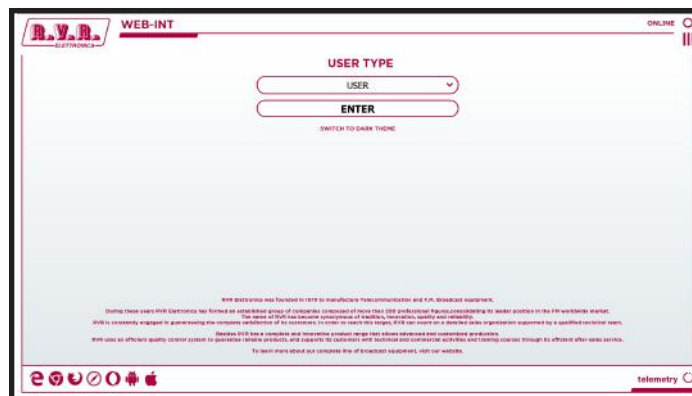 R.V.R.
ELETTRONICA
WEB-INT
ONLINE
USER TYPE
USER
ENTER
SWITCH TO DARK THEME
RVR Elettronica was founded in 1979 to manufacture Telecommunication and F.M. Broadcast equipment.
During these years RVR Elettronica has formed an established group of companies composed of more than 200 professional figures,consolidating its leader position in the FM worldwide market.
The name of RVR has become synonymous of tradition, innovation, quality and reliability.
RVR is constantly engaged in guaranteeing the complete satisfaction of its customers. In order to reach this target, RVR can count on a detailed sales organization supported by a qualified technical team.
Besides RVR has a complete and innovative product range that allows advanced and customized production.
RVR uses an efficient quality control system to guarantee reliable products, and supports its customers with technical and commercial activities and training courses through its efficient after-sales service.
To learn more about our complete line of broadcast equipment, visit our website.
telemetry